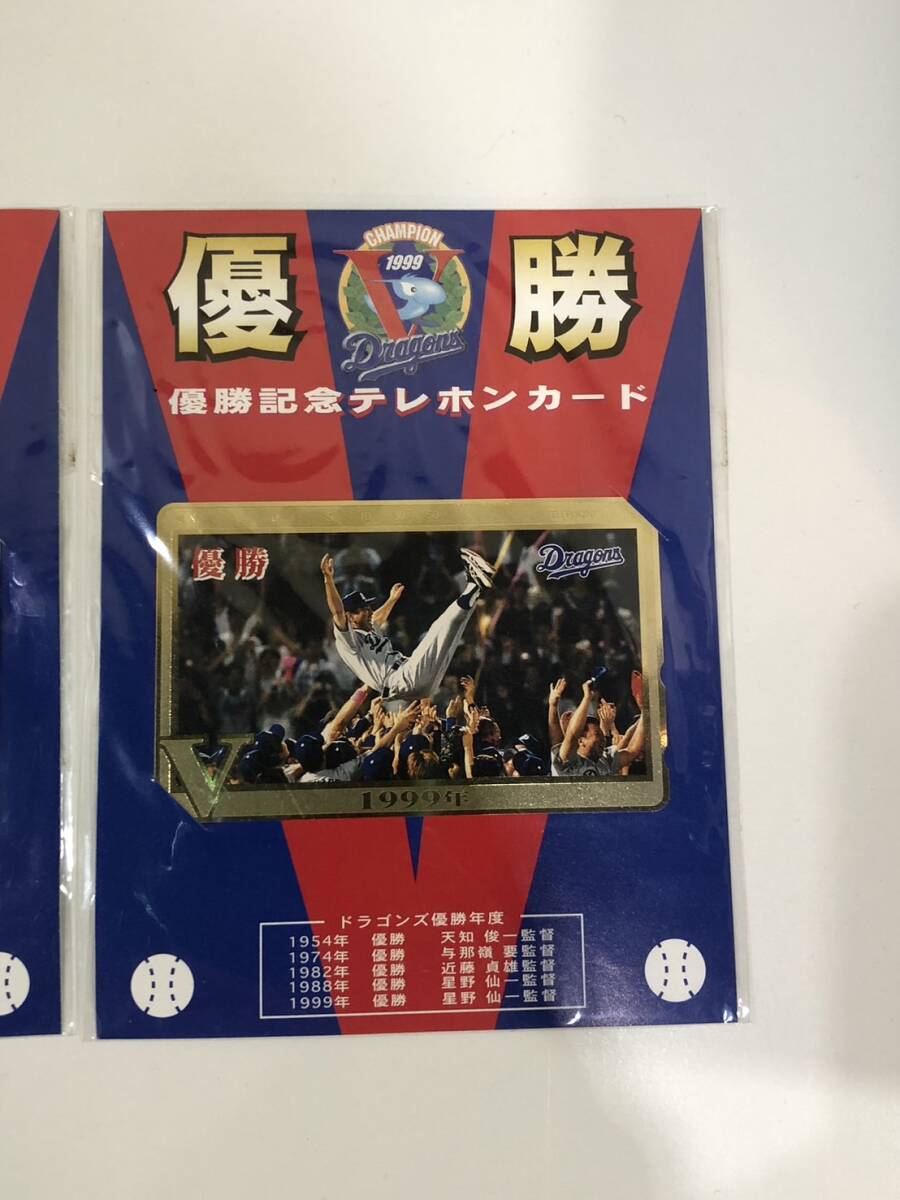 CHAMPION
1999
優 勝
Dragons
優勝記念テレホンカード
優勝
Dragons
V
1999年
ドラゴンズ優勝年度
1954年 優勝 天知 俊一監督
1974年 優勝 与那嶺 要監督
1982年 優勝 近藤 貞雄監督
1988年 優勝 星野 仙一監督
1999年 優勝 星野 仙一監督